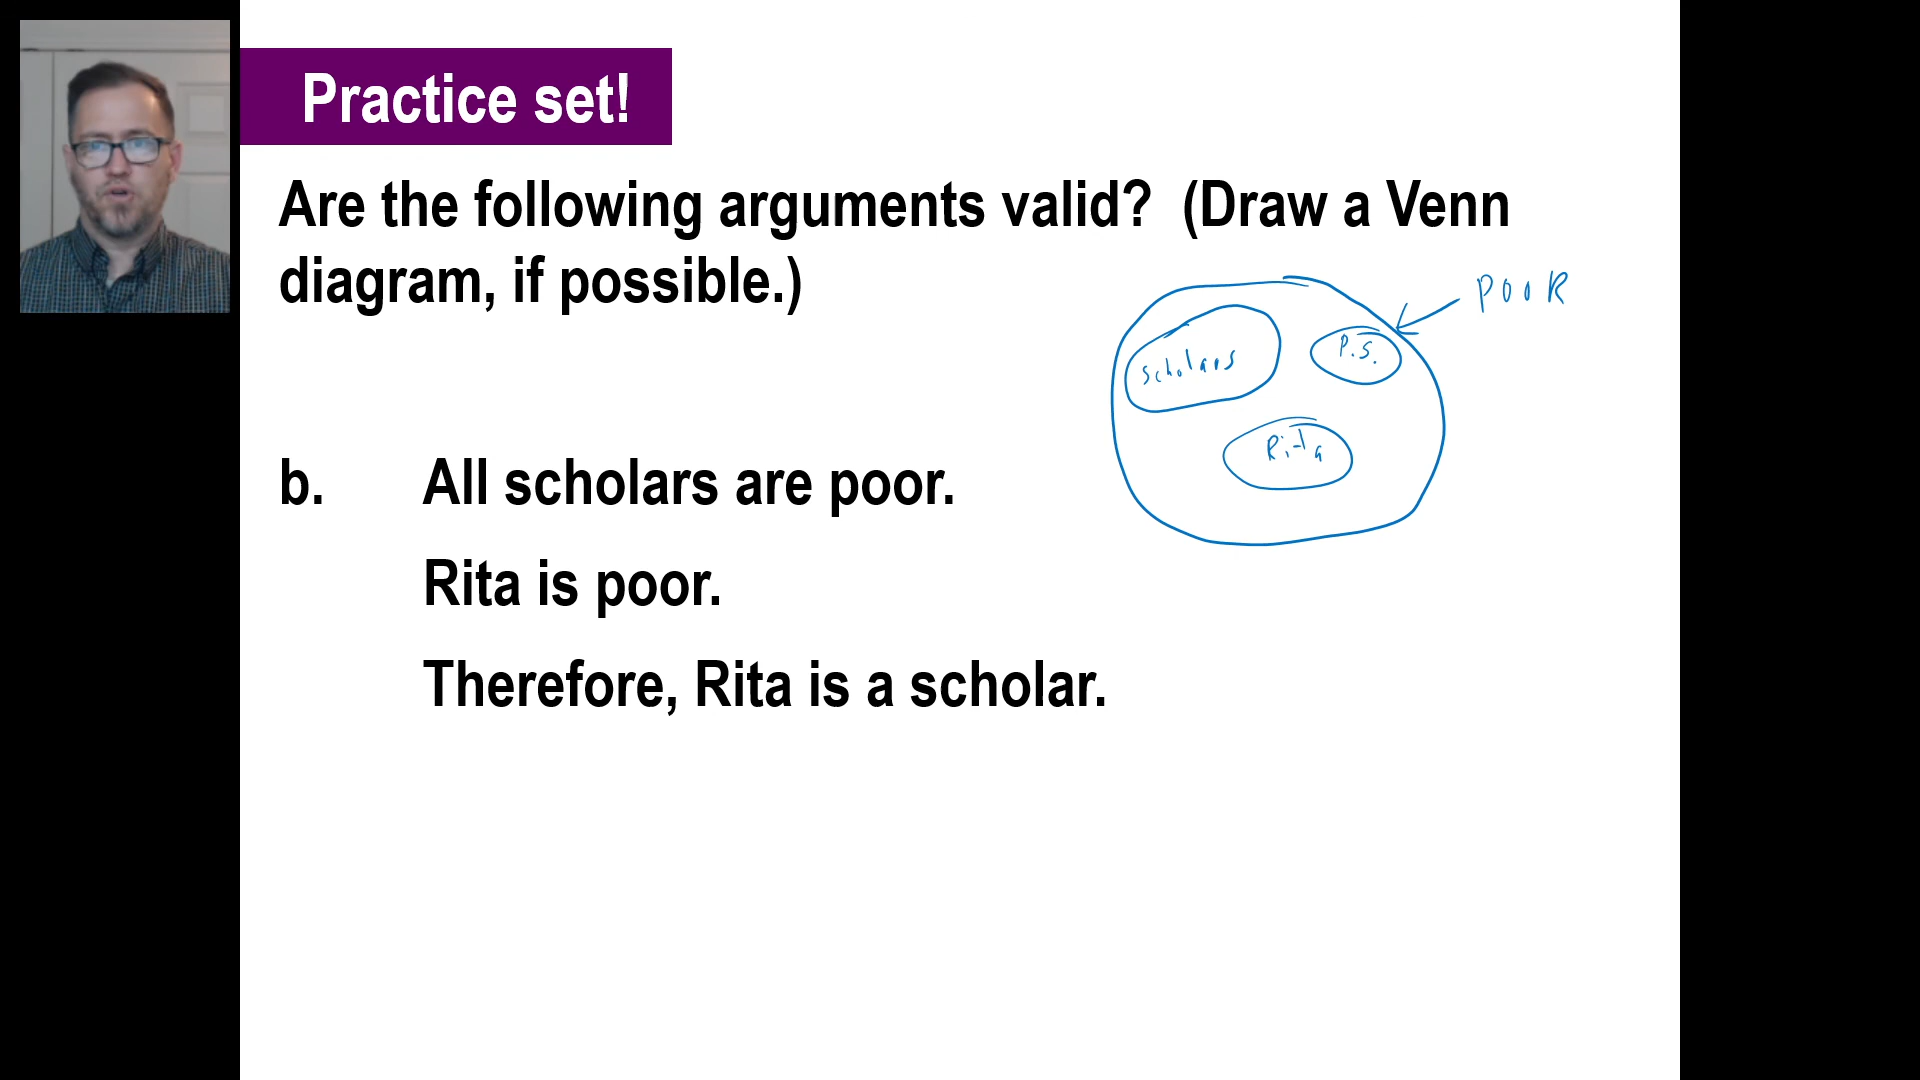 Practice set!
Are the following arguments valid? (Draw a Venn
diagram, if possible.)
POOR
scholars
P.S.
Rita
b. All scholars are poor.
Rita is poor.
Therefore, Rita is a scholar.